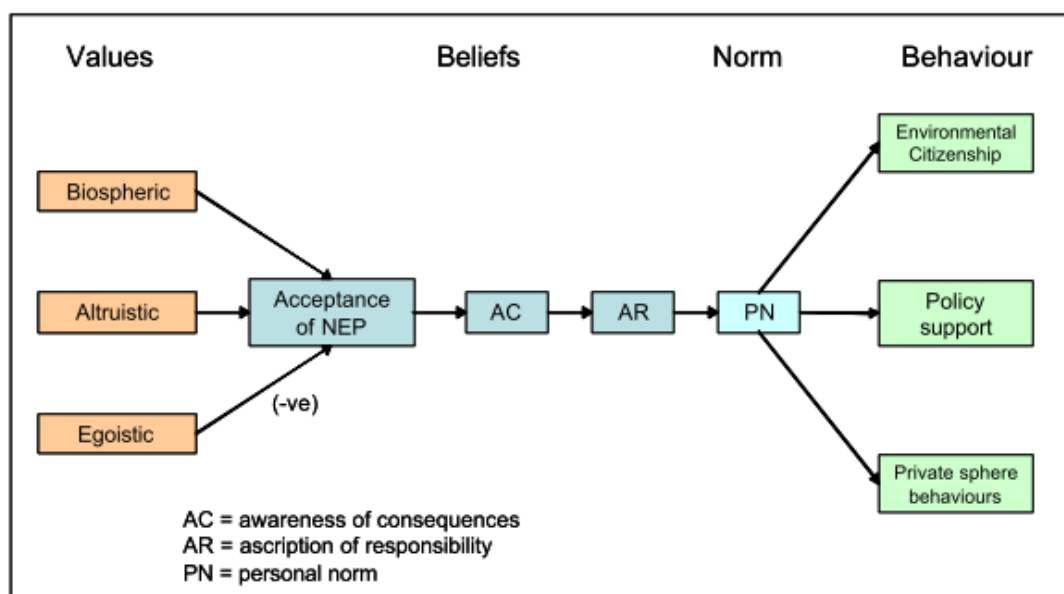 Values
Beliefs
Norm
Behaviour
Environmental
Citizenship
Biospheric
Altruistic
Acceptance
of NEP
AC
AR
PN
Policy
support
(-ve)
Egoistic
Private sphere
behaviours
AC = awareness of consequences
AR = ascription of responsibility
PN = personal norm